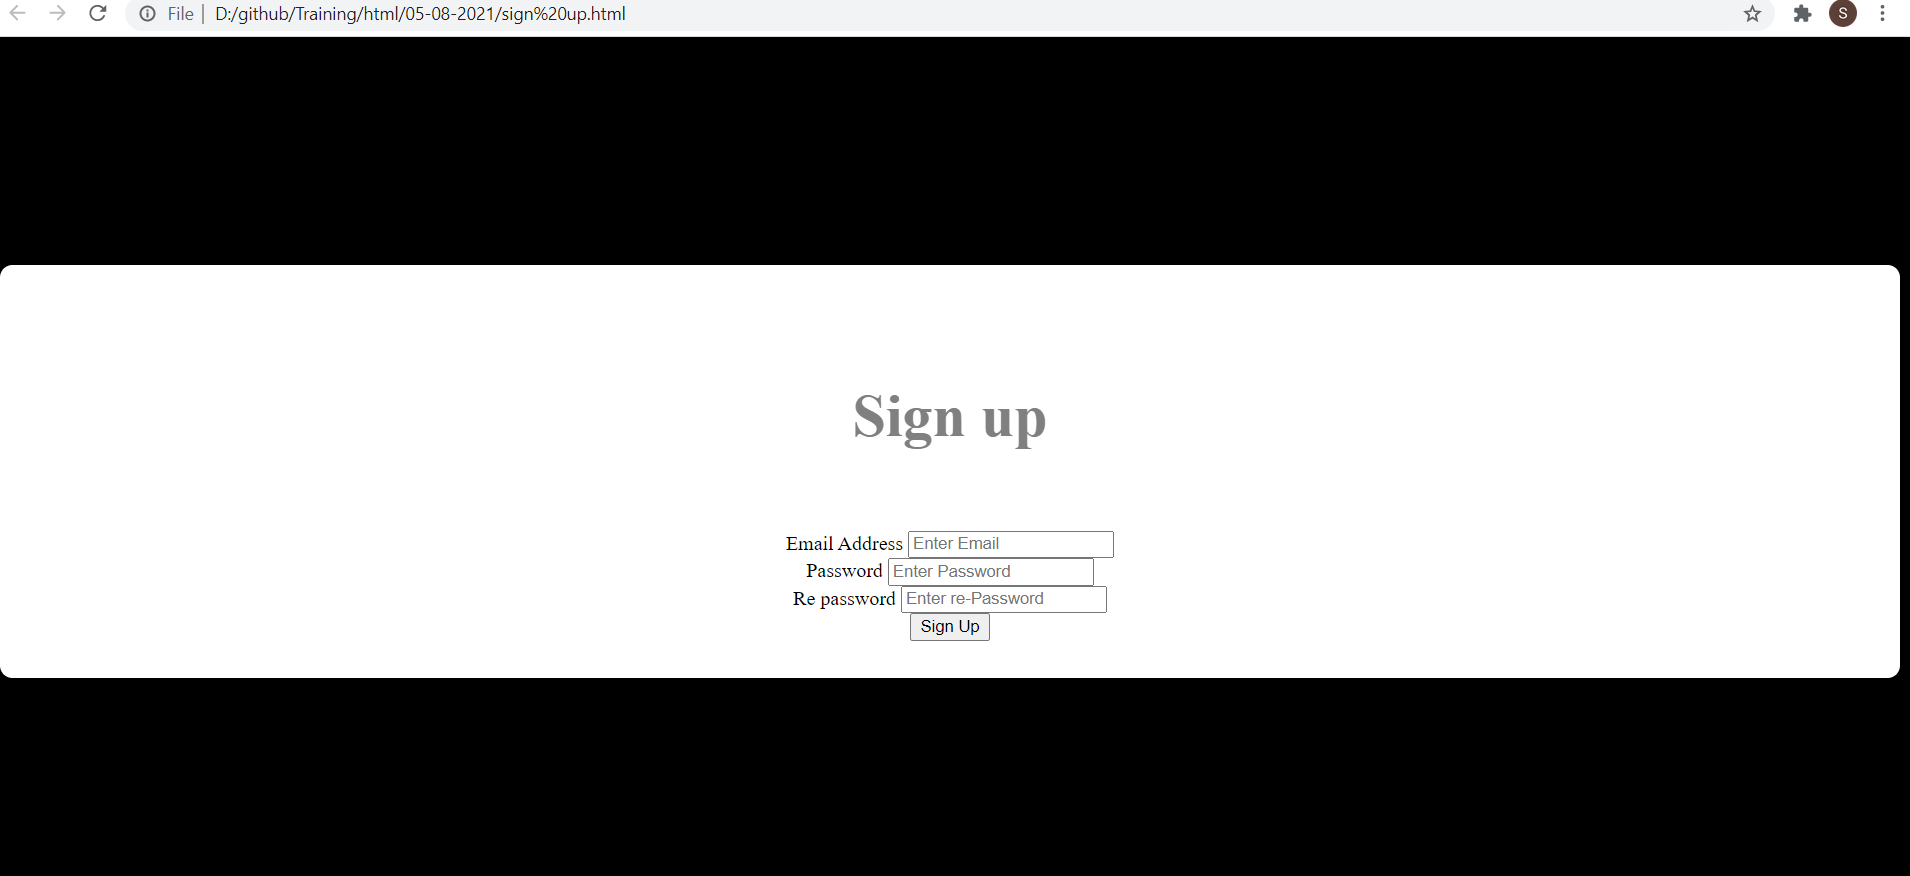 File | D:/github/Training/html/05-08-2021/sign%20up.html S
Sign up
Email Address Enter Email
Password Enter Password
Re password Enter re-Password
Sign Up